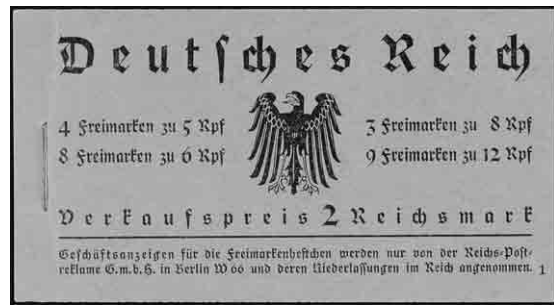 Deutsches Reich
4 Freimarken zu 5 Rpf
8 Freimarken zu 6 Rpf
3 Freimarken zu 8 Rpf
9 Freimarken zu 12 Rpf
Verkaufspreis 2 Reichsmark
Geschäftsanzeigen für die Freimarkenheftchen werden nur von der Reichs-Post-
reklame G.m.b.H. in Berlin W 66 und deren Niederlassungen im Reich angenommen. 1